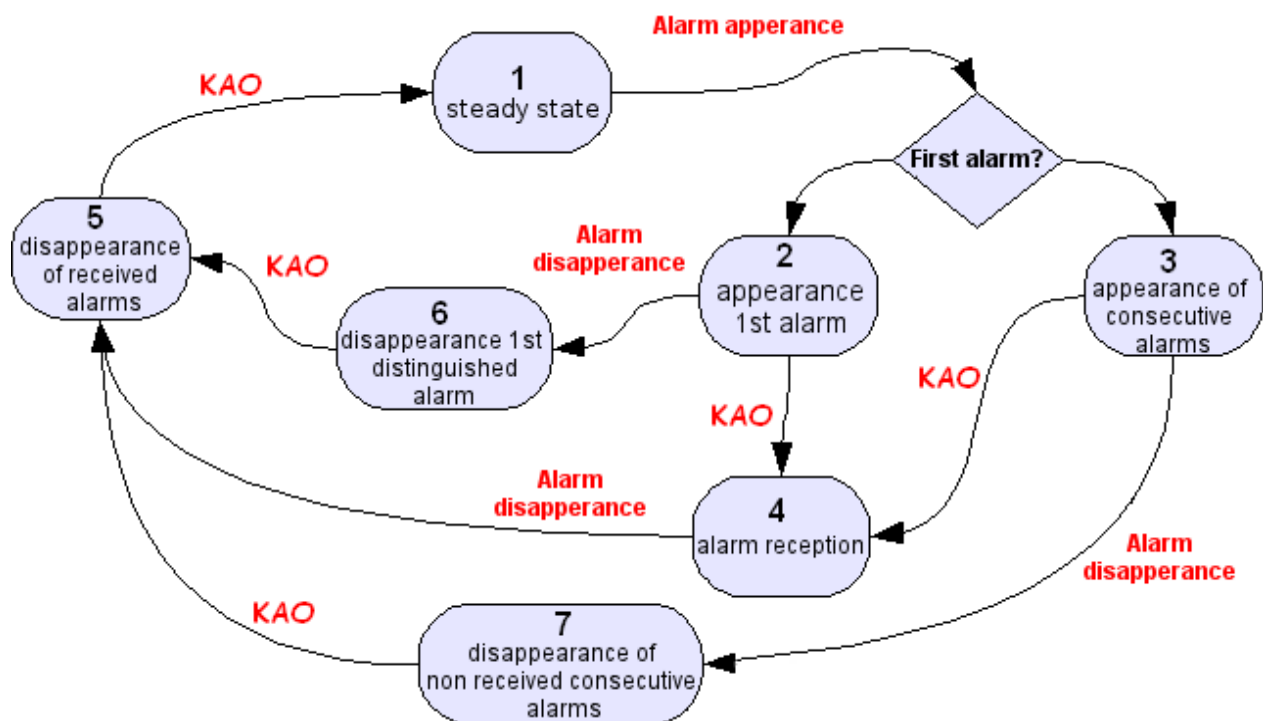 Alarm apperance
KAO
1
steady state
First alarm?
5
disappearance
of received
alarms
KAO
Alarm
disapperance
2
appearance
1st alarm
3
appearance of
consecutive
alarms
6
disappearance 1st
distinguished
alarm
KAO
KAO
Alarm
disapperance
4
alarm reception
Alarm
disapperance
KAO
7
disappearance of
non received consecutive
alarms